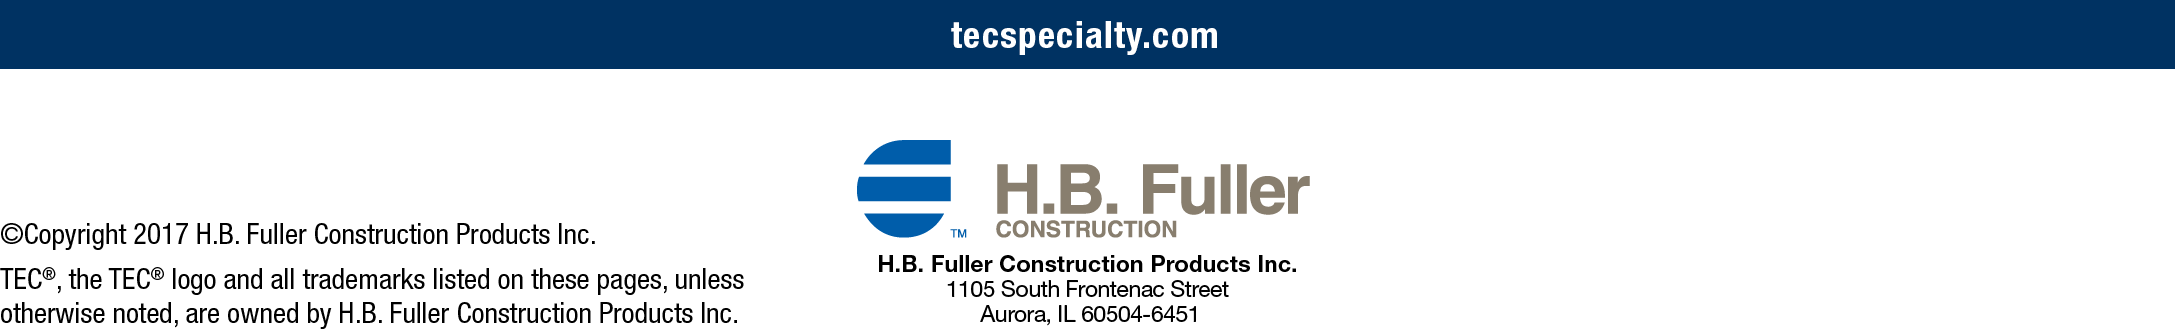 tecspecialty.com
©Copyright 2017 H.B. Fuller Construction Products Inc.
TEC®, the TEC® logo and all trademarks listed on these pages, unless
otherwise noted, are owned by H.B. Fuller Construction Products Inc.
™
H.B. Fuller
CONSTRUCTION
H.B. Fuller Construction Products Inc.
1105 South Frontenac Street
Aurora, IL 60504-6451